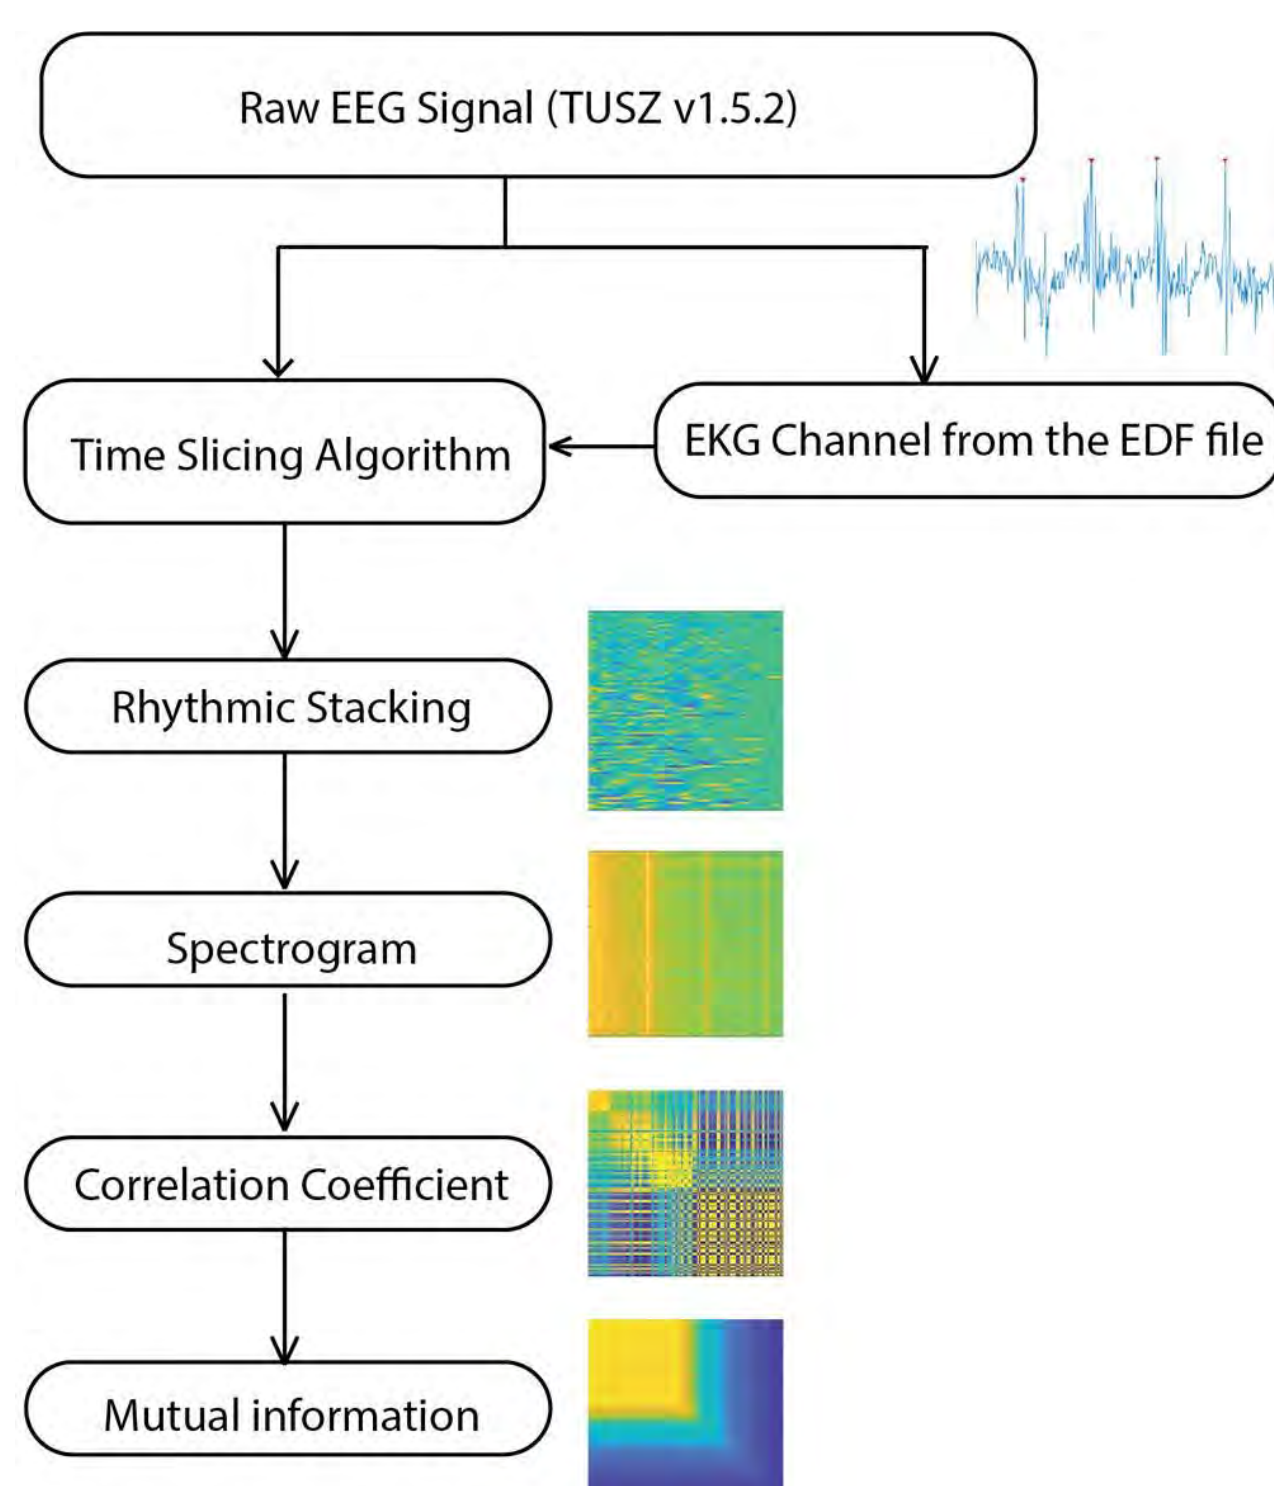 Raw EEG Signal (TUSZ v1.5.2)
Time Slicing Algorithm
EKG Channel from the EDF file
Rhythmic Stacking
Spectrogram
Correlation Coefficient
Mutual information